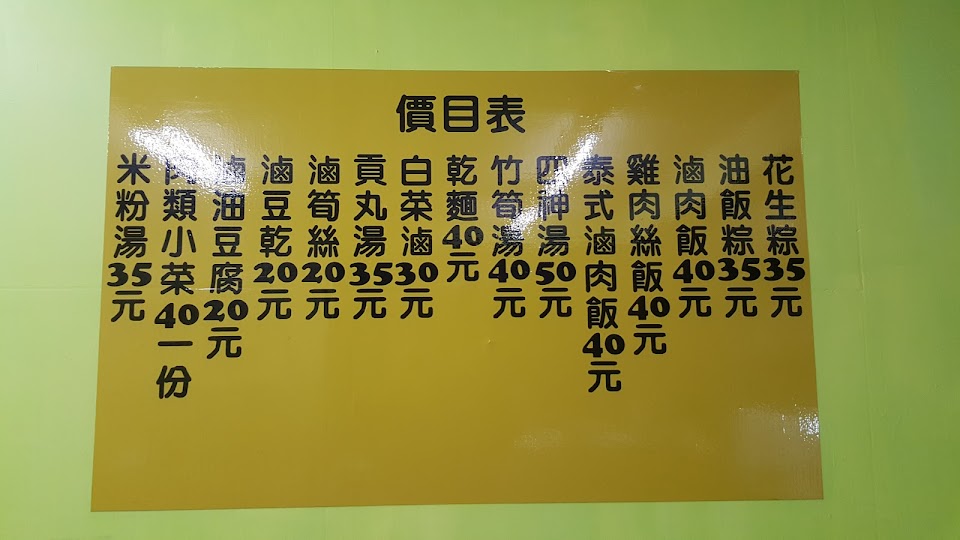 價目表
花生粽35元
油飯粽35元
滷肉飯40元
雞肉絲飯40元
泰式滷肉飯40元
四神湯50元
竹筍湯40元
乾麵40元
白菜滷30元
貢丸湯35元
滷筍絲20元
滷豆乾20元
滷油豆腐20元
肉類小菜40一份
米粉湯35元